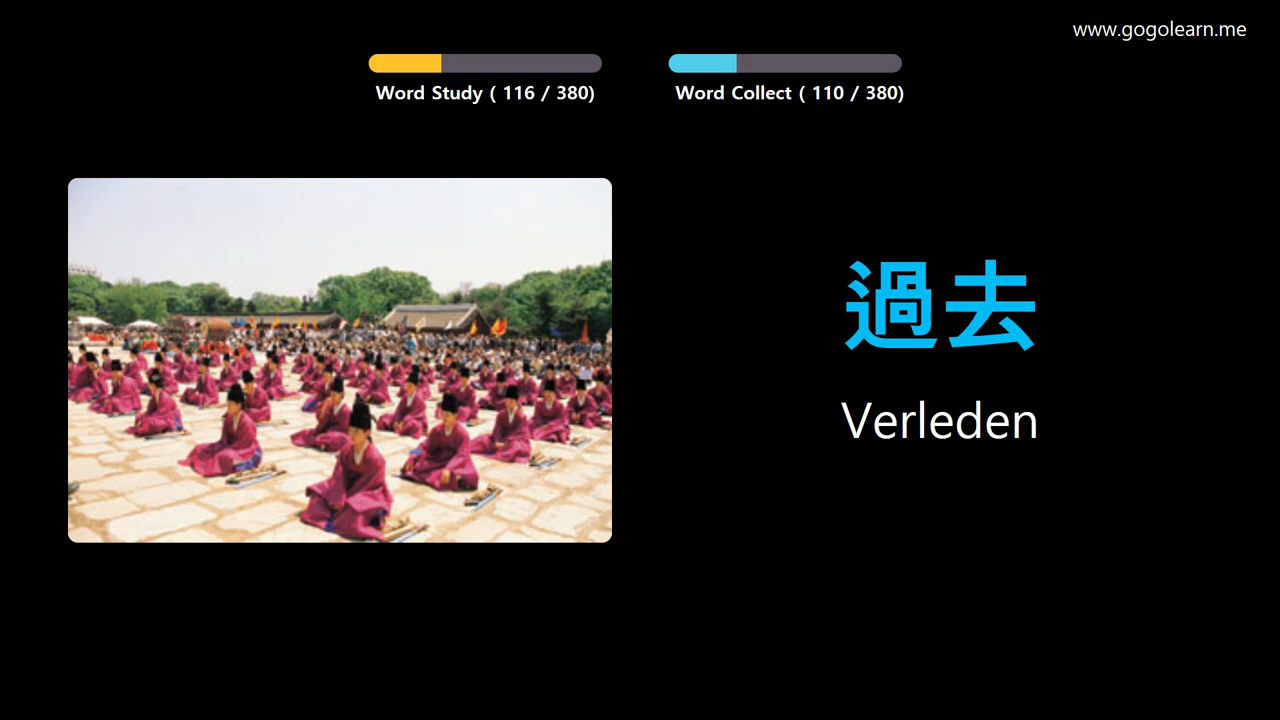 www.gogolearn.me
Word Study ( 116 / 380)
Word Collect ( 110 / 380)
過去
Verleden